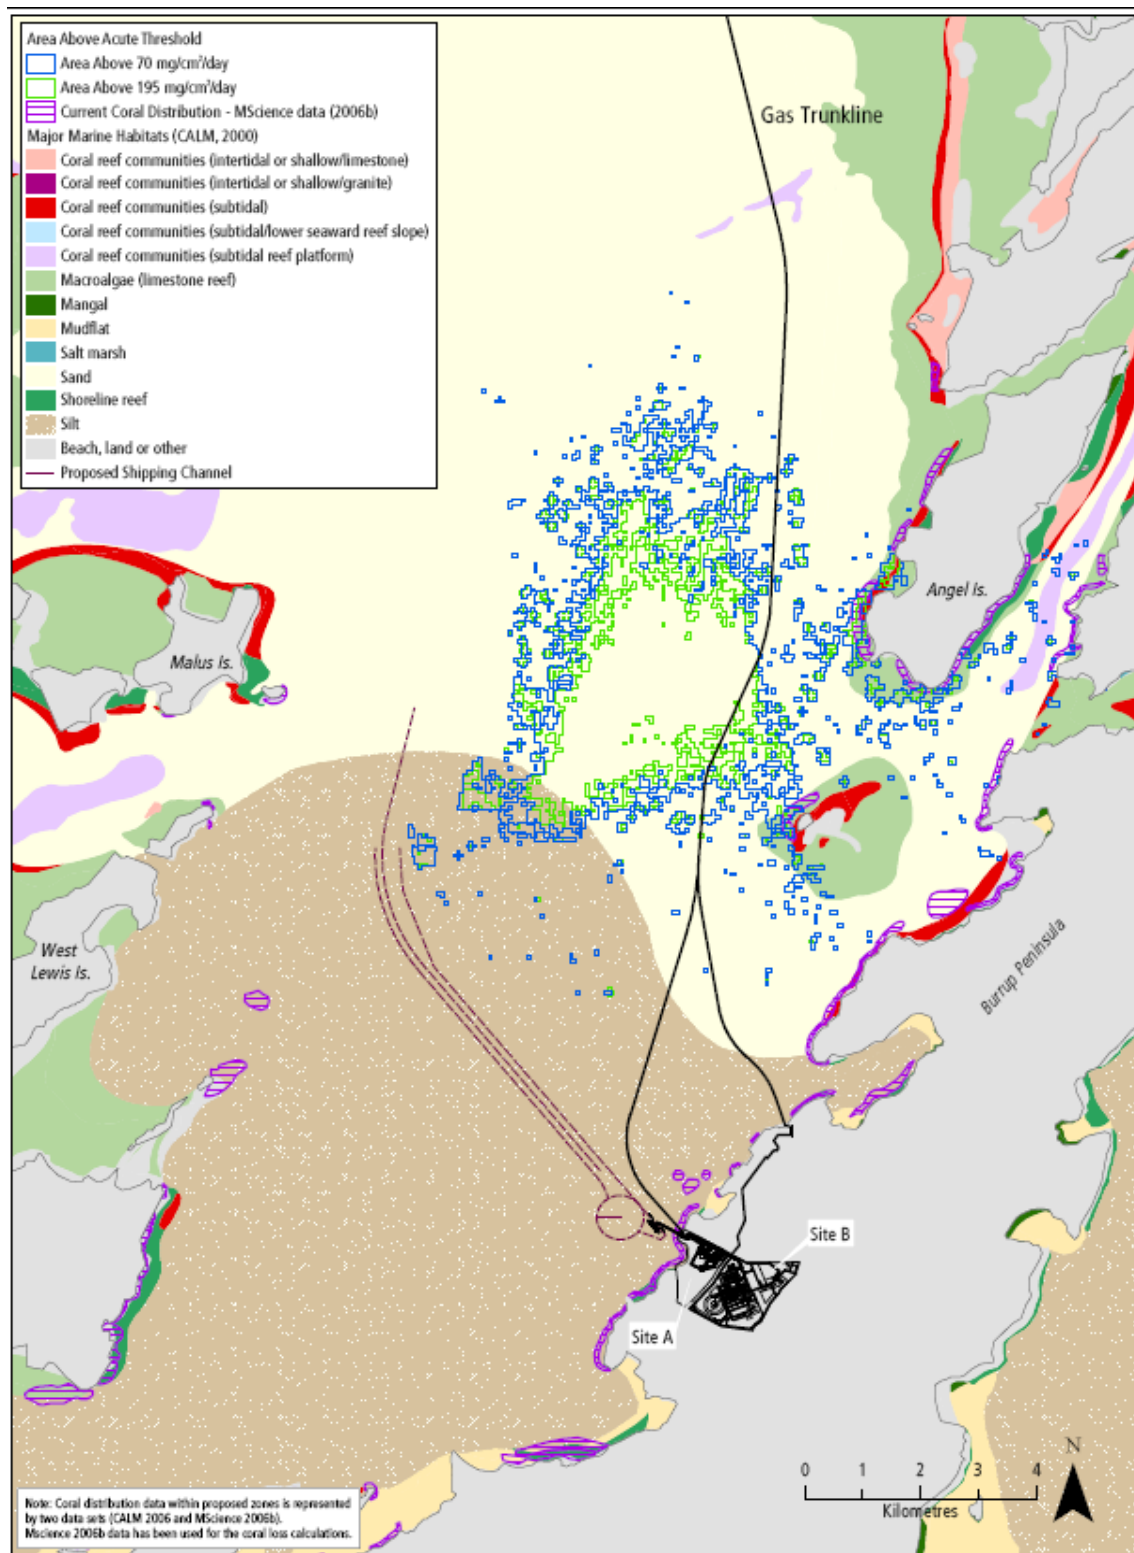 Area Above Acute Threshold
Area Above 70 mg/cm²/day
Area Above 195 mg/cm²/day
Current Coral Distribution - MScience data (2006b)
Major Marine Habitats (CALM, 2000)
Coral reef communities (intertidal or shallow/limestone)
Coral reef communities (intertidal or shallow/granite)
Coral reef communities (subtidal)
Coral reef communities (subtidal/lower seaward reef slope)
Coral reef communities (subtidal reef platform)
Macroalgae (limestone reef)
Mangal
Mudflat
Salt marsh
Sand
Shoreline reef
Silt
Beach, land or other
Proposed Shipping Channel
Gas Trunkline
Angel Is.
Malus Is.
West
Lewis Is.
Burrup Peninsula
Site B
Site A
N
0 1 2 3 4
Kilometres
Note: Coral distribution data within proposed zones is represented
by two data sets (CALM 2006 and MScience 2006b).
Mscience 2006b data has been used for the coral loss calculations.